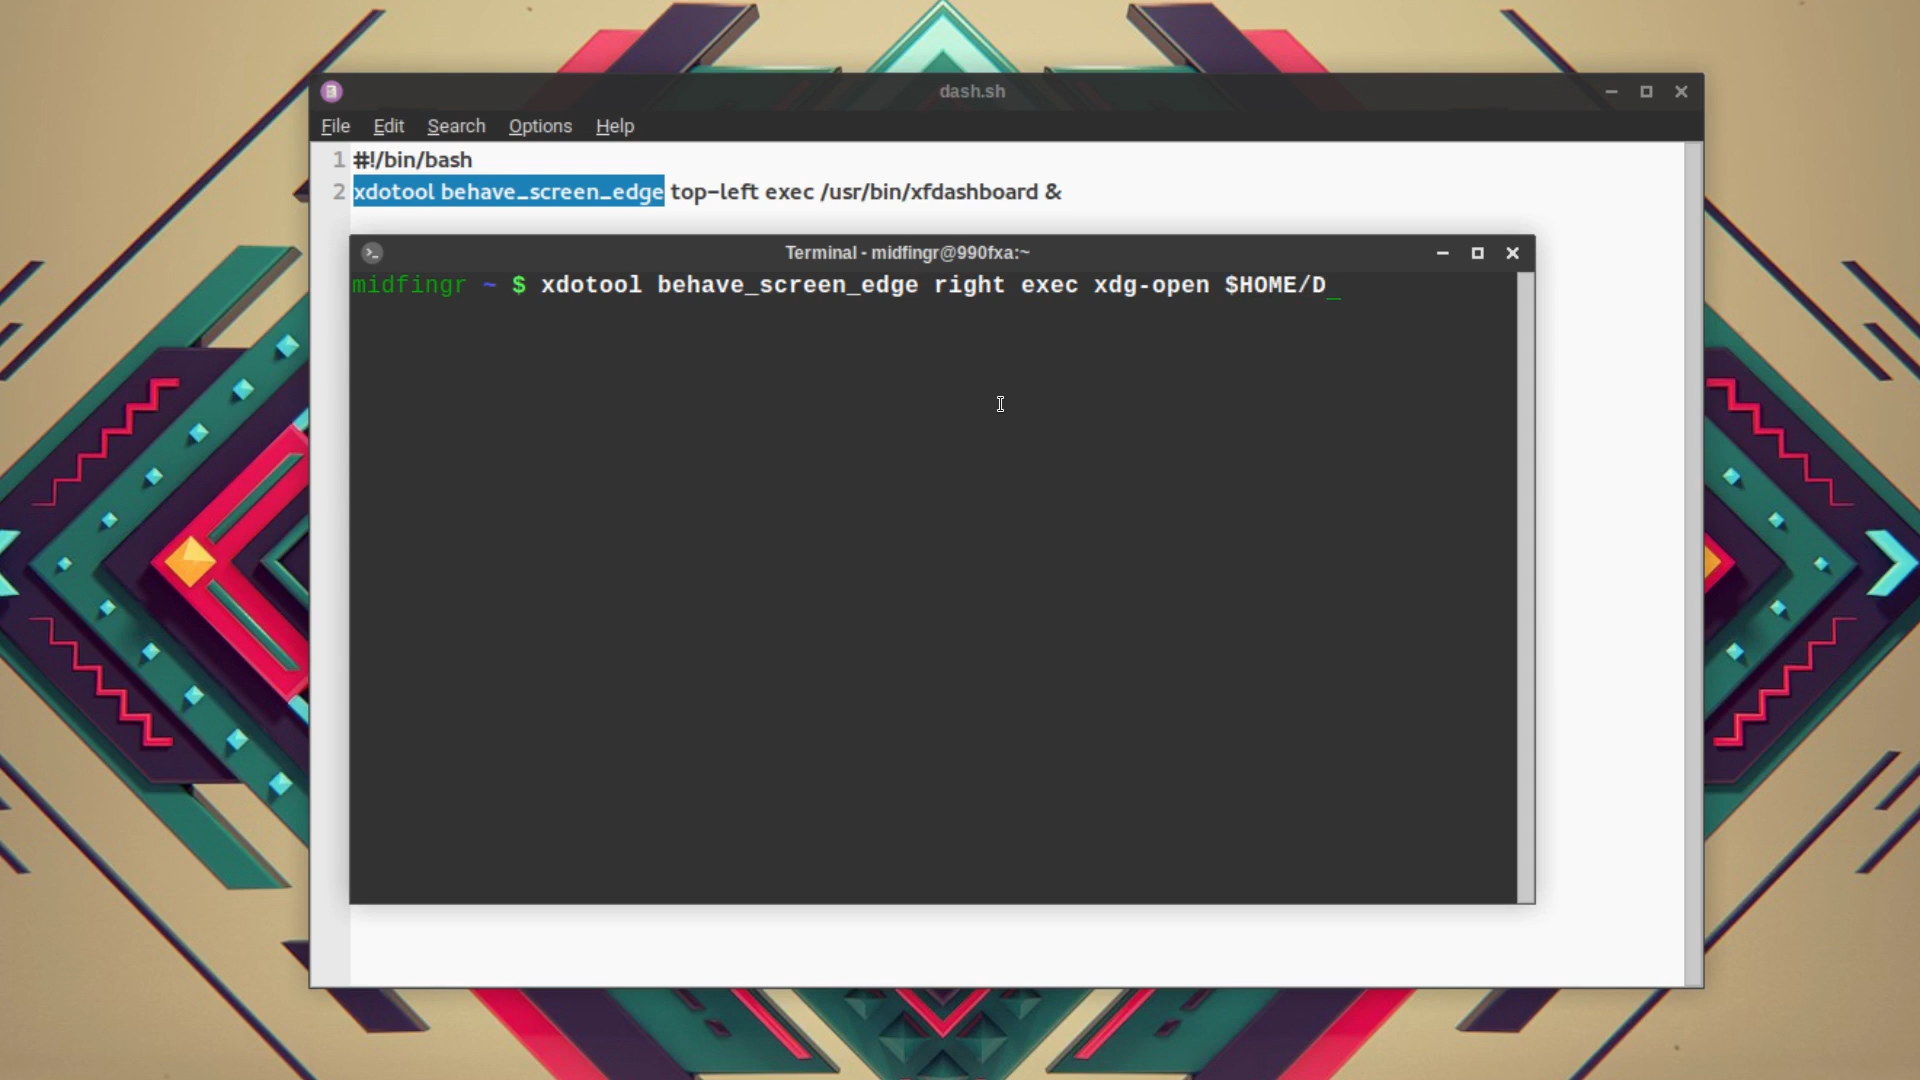 dash.sh
File Edit Search Options Help
1 #!/bin/bash
2 xdotool behave_screen_edge top-left exec /usr/bin/xfdashboard &
Terminal - midfingr@990fxa:~
midfingr ~ $ xdotool behave_screen_edge right exec xdg-open $HOME/D_